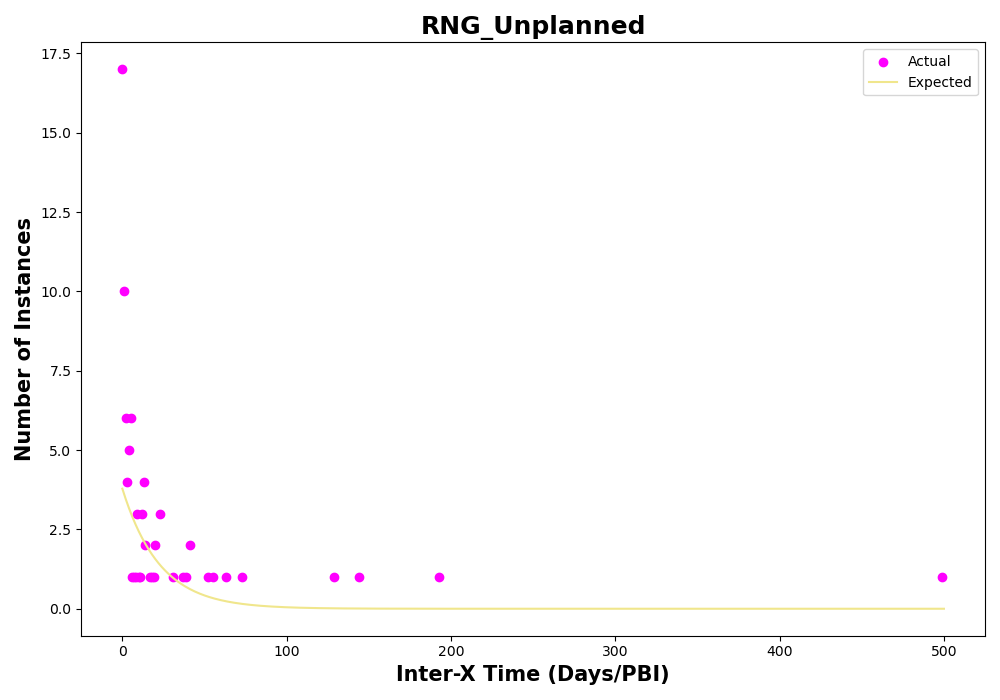 RNG_Unplanned
Actual
Expected
17.5
15.0
12.5
10.0
7.5
5.0
2.5
0.0
Number of Instances
0
100
200
300
400
500
Inter-X Time (Days/PBI)